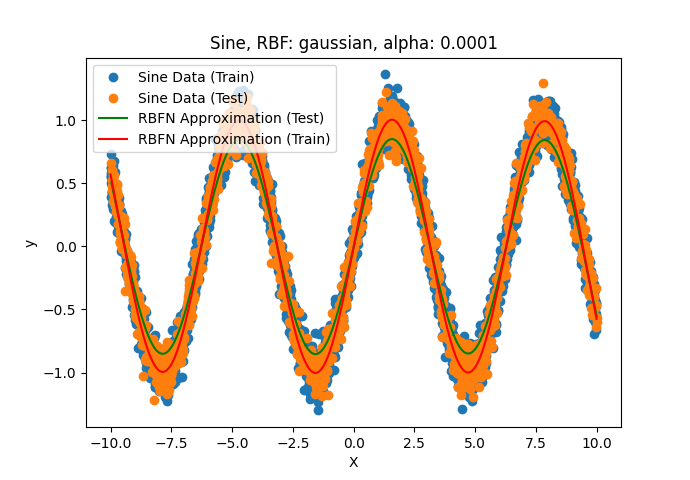 Sine, RBF: gaussian, alpha: 0.0001
Sine Data (Train)
Sine Data (Test)
RBFN Approximation (Test)
RBFN Approximation (Train)
1.0
0.5
0.0
−0.5
−1.0
y
−10.0 −7.5 −5.0 −2.5 0.0 2.5 5.0 7.5 10.0
X